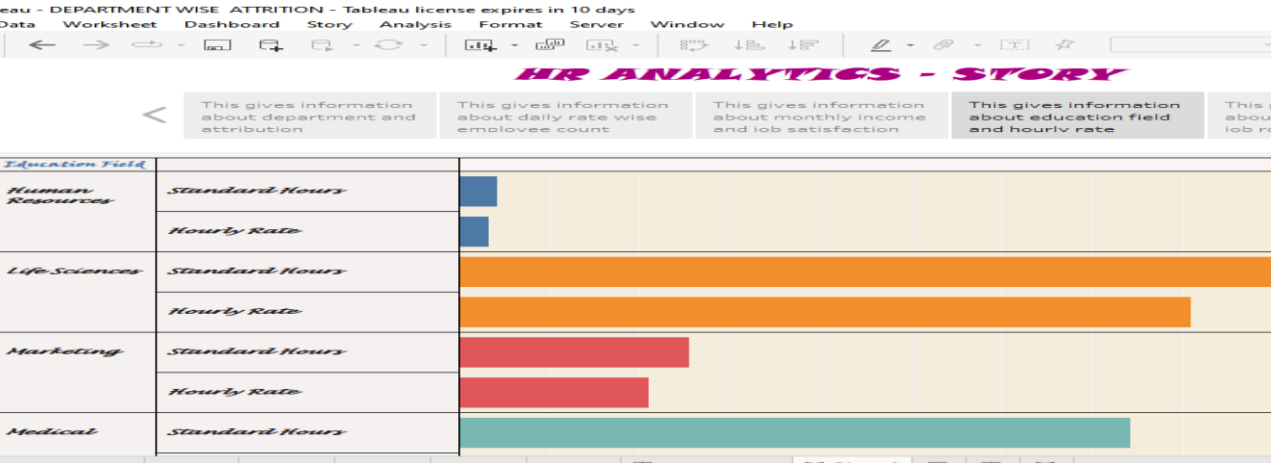 eau - DEPARTMENT WISE ATTRITION - Tableau license expires in 10 days
Data Worksheet Dashboard Story Analysis Format Server Window Help
HR ANALYTICS - STORY
This gives information about department and attribution
This gives information about daily rate wise employee count
This gives information about monthly income and job satisfaction
This gives information about education field and hourly rate
This
Education Field
Human Resources
Standard Hours
Hourly Rate
Life Sciences
Standard Hours
Hourly Rate
Marketing
Standard Hours
Hourly Rate
Medical
Standard Hours